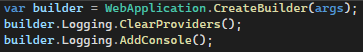 var builder = WebApplication.CreateBuilder(args);
builder.Logging.ClearProviders();
builder.Logging.AddConsole();